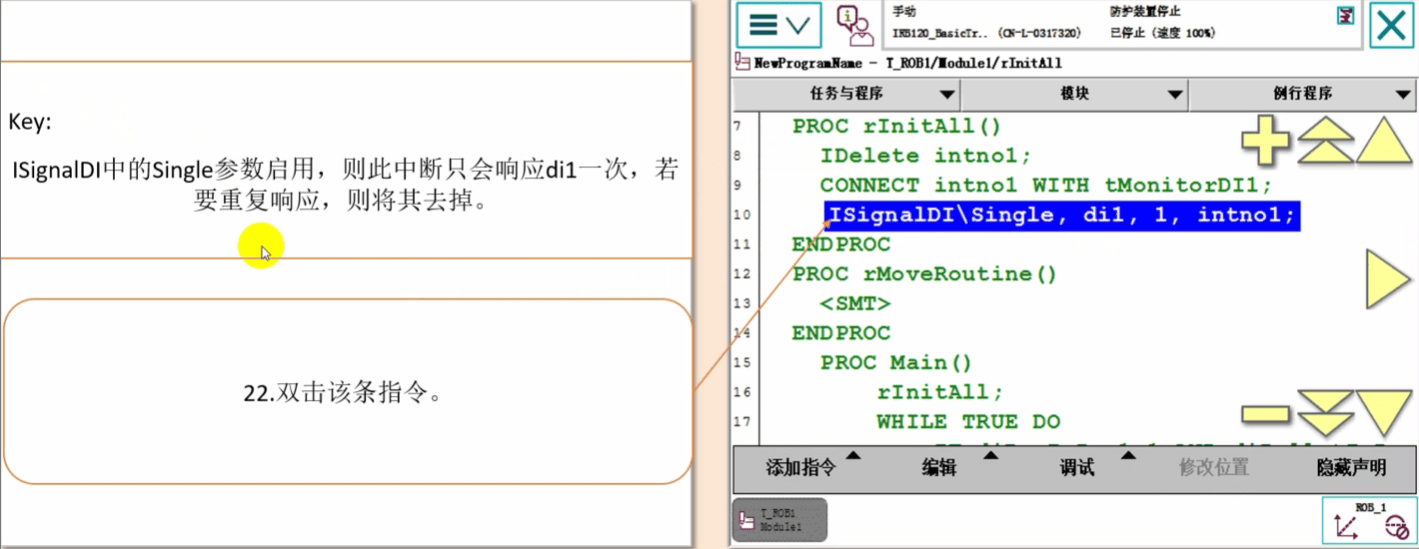 Key:
ISignalDI中的Single参数启用，则此中断只会响应di1一次，若
要重复响应，则将其去掉。
22.双击该条指令。
手动
防护装置停止
IRB120_BasicTr.. (CN-L-0317320)
已停止 (速度 100%)
NewProgramName - T_ROB1/Module1/rInitAll
任务与程序
模块
例行程序
7 PROC rInitAll()
8 IDelete intno1;
9 CONNECT intno1 WITH tMonitorDI1;
10 ISignalDI\Single, di1, 1, intno1;
11 ENDPROC
12 PROC rMoveRoutine()
13 <SMT>
14 ENDPROC
15 PROC Main()
16 rInitAll;
17 WHILE TRUE DO
添加指令
编辑
调试
修改位置
隐藏声明
T_ROB1
Module1
ROB_1